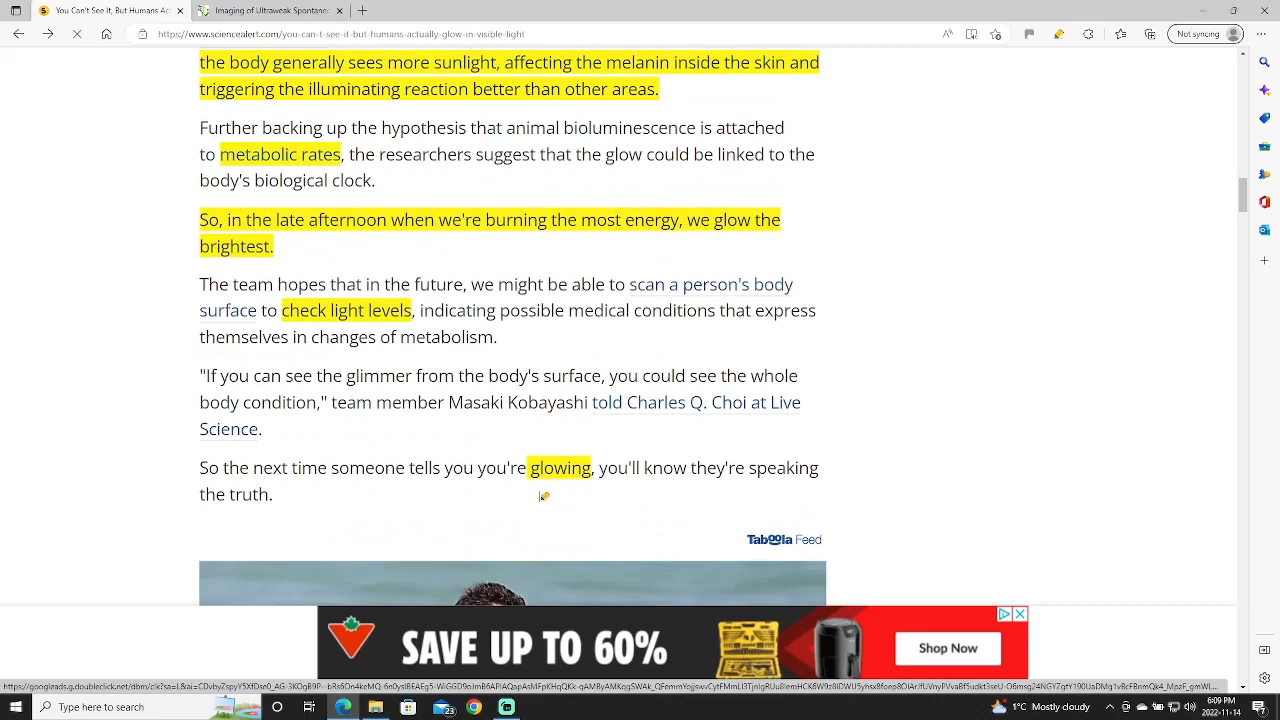 You Can't See It, But Humans Act
Imaging of Ultraweak Spontane
https://www.sciencealert.com/you-can-t-see-it-but-humans-actually-glow-in-visible-light
Not syncing
the body generally sees more sunlight, affecting the melanin inside the skin and
triggering the illuminating reaction better than other areas.
Further backing up the hypothesis that animal bioluminescence is attached
to metabolic rates, the researchers suggest that the glow could be linked to the
body's biological clock.
So, in the late afternoon when we're burning the most energy, we glow the
brightest.
The team hopes that in the future, we might be able to scan a person's body
surface to check light levels, indicating possible medical conditions that express
themselves in changes of metabolism.
"If you can see the glimmer from the body's surface, you could see the whole
body condition," team member Masaki Kobayashi told Charles Q. Choi at Live
Science.
So the next time someone tells you you're glowing, you'll know they're speaking
the truth.
Taboola Feed
SAVE UP TO 60%
Shop Now
Type here to search
1°C Mostly cloudy
6:09 PM
2022-11-14